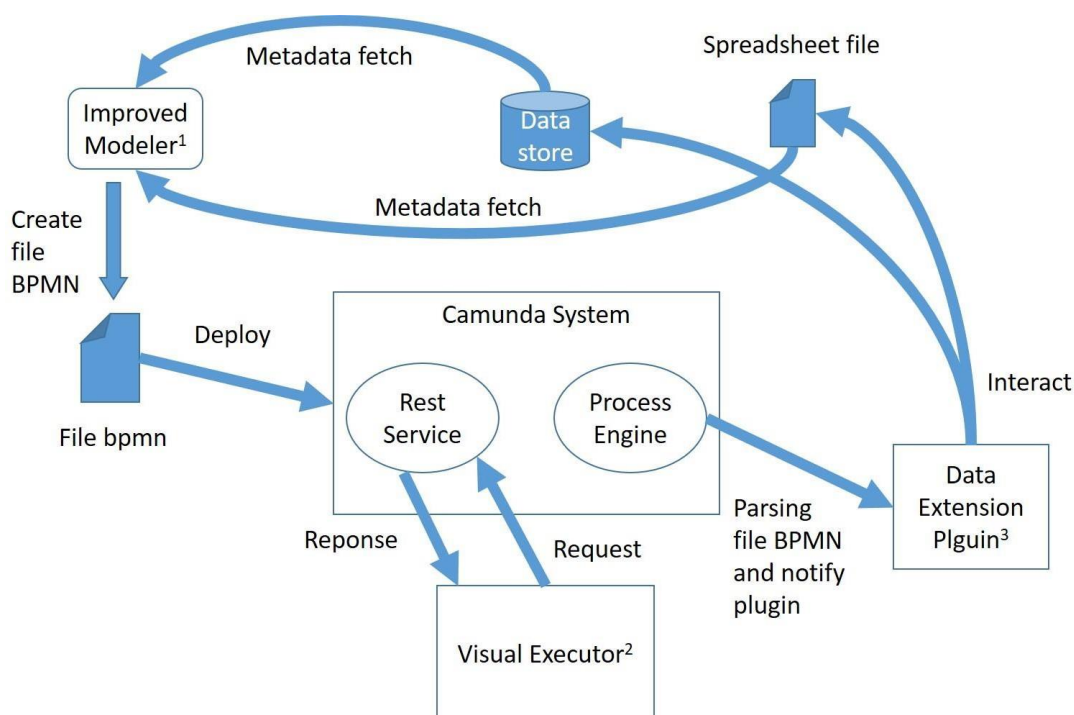 Metadata fetch
Spreadsheet file
Improved
Modeler¹
Data
store
Metadata fetch
Create
file
BPMN
Camunda System
Deploy
Rest
Service
Process
Engine
Interact
File bpmn
Data
Extension
Plguin³
Parsing
file BPMN
and notify
plugin
Reponse
Request
Visual Executor²